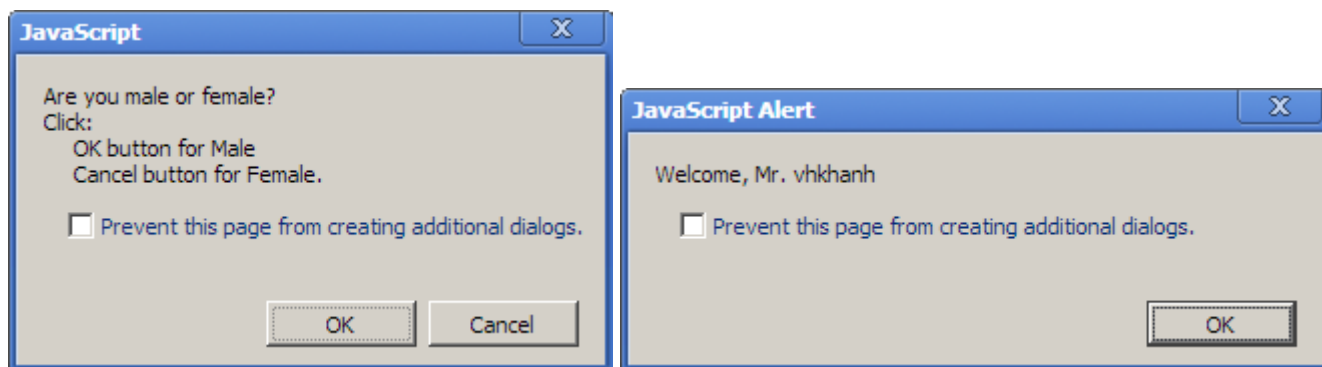 JavaScript
Are you male or female?
Click:
OK button for Male
Cancel button for Female.
Prevent this page from creating additional dialogs.
OK
Cancel
JavaScript Alert
Welcome, Mr. vhkhanh
Prevent this page from creating additional dialogs.
OK